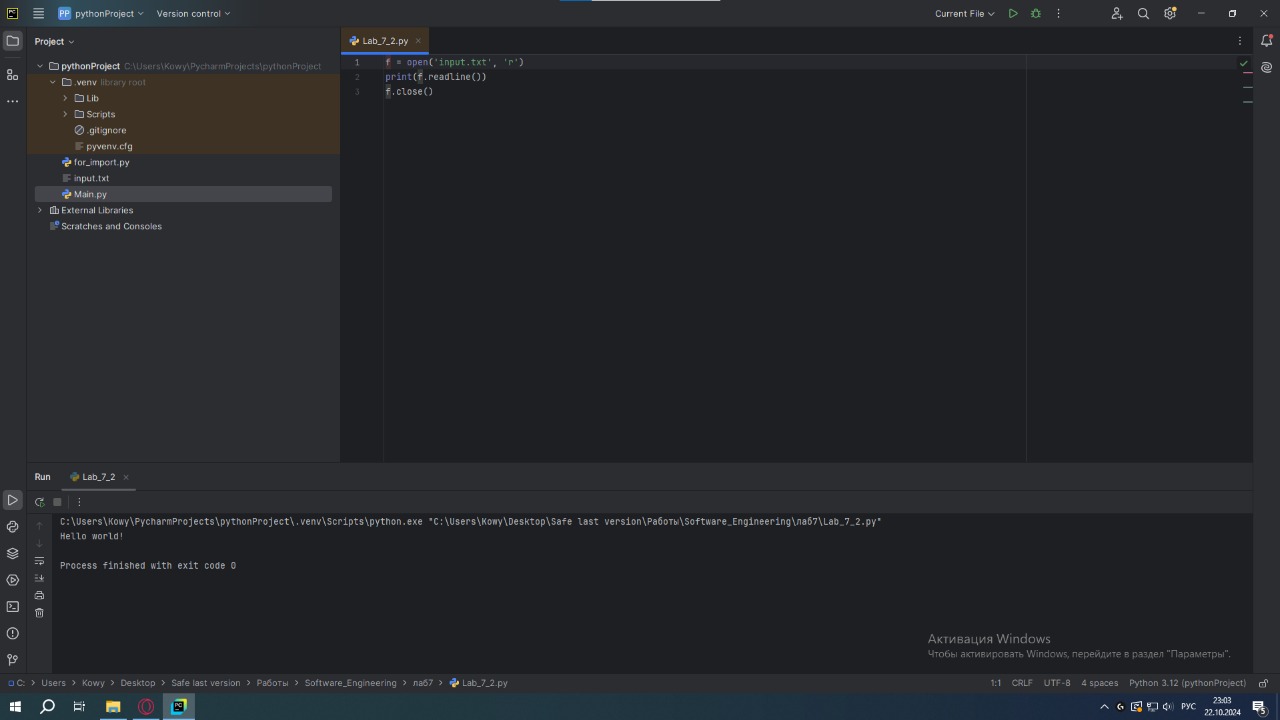 PC
PP pythonProject
Version control
Current File
Project
Lab_7_2.py
pythonProject C:\Users\Kowy\PycharmProjects\pythonProject
.venv library root
Lib
Scripts
.gitignore
pyvenv.cfg
for_import.py
input.txt
Main.py
External Libraries
Scratches and Consoles
1 f = open('input.txt', 'r')
2 print(f.readline())
3 f.close()
Run Lab_7_2
C:\Users\Kowy\PycharmProjects\pythonProject\.venv\Scripts\python.exe "C:\Users\Kowy\Desktop\Safe last version\Работы\Software_Engineering\лаб7\Lab_7_2.py"
Hello world!
Process finished with exit code 0
Активация Windows
Чтобы активировать Windows, перейдите в раздел "Параметры".
C: > Users > Kowy > Desktop > Safe last version > Работы > Software_Engineering > лаб7 > Lab_7_2.py
1:1 CRLF UTF-8 4 spaces Python 3.12 (pythonProject)
PC
РУС
23:03
22.10.2024